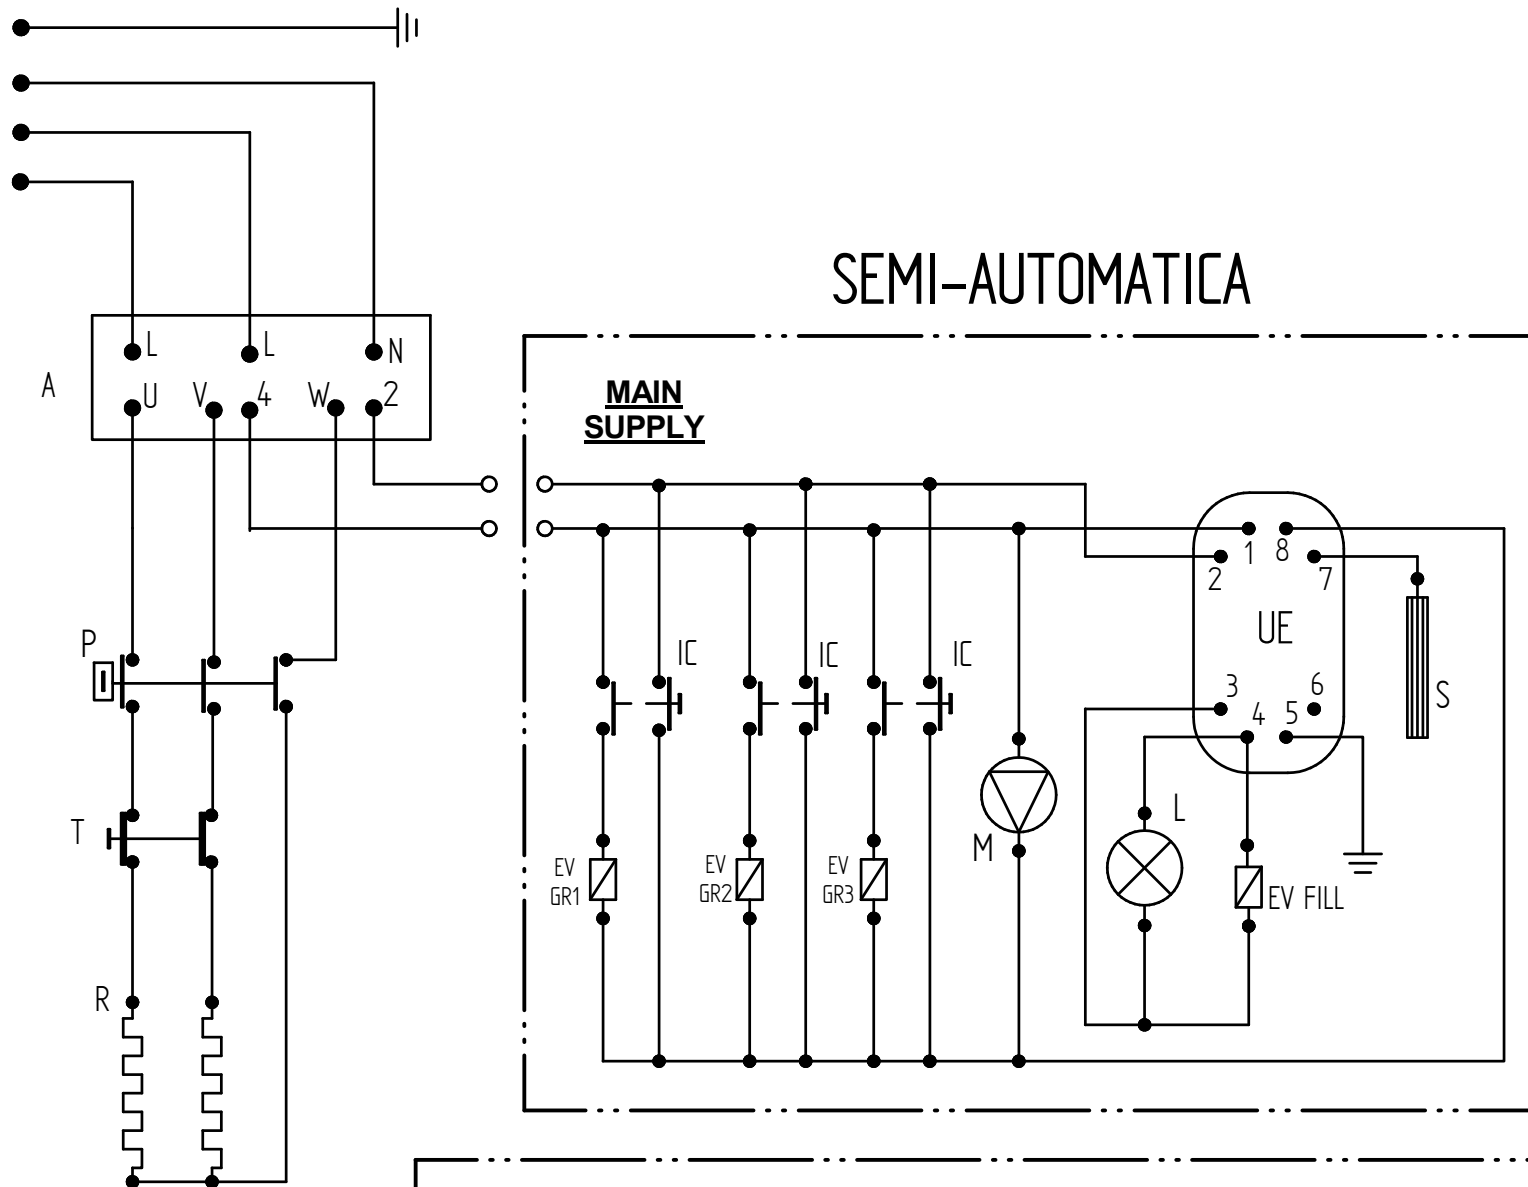 SEMI-AUTOMATICA
L L N
A
U V 4 W 2
MAIN
SUPPLY
1 8
2 7
UE
P
IC IC IC
3 6
4 5
S
T
M
L
EV EV EV
GR1 GR2 GR3
EV FILL
R